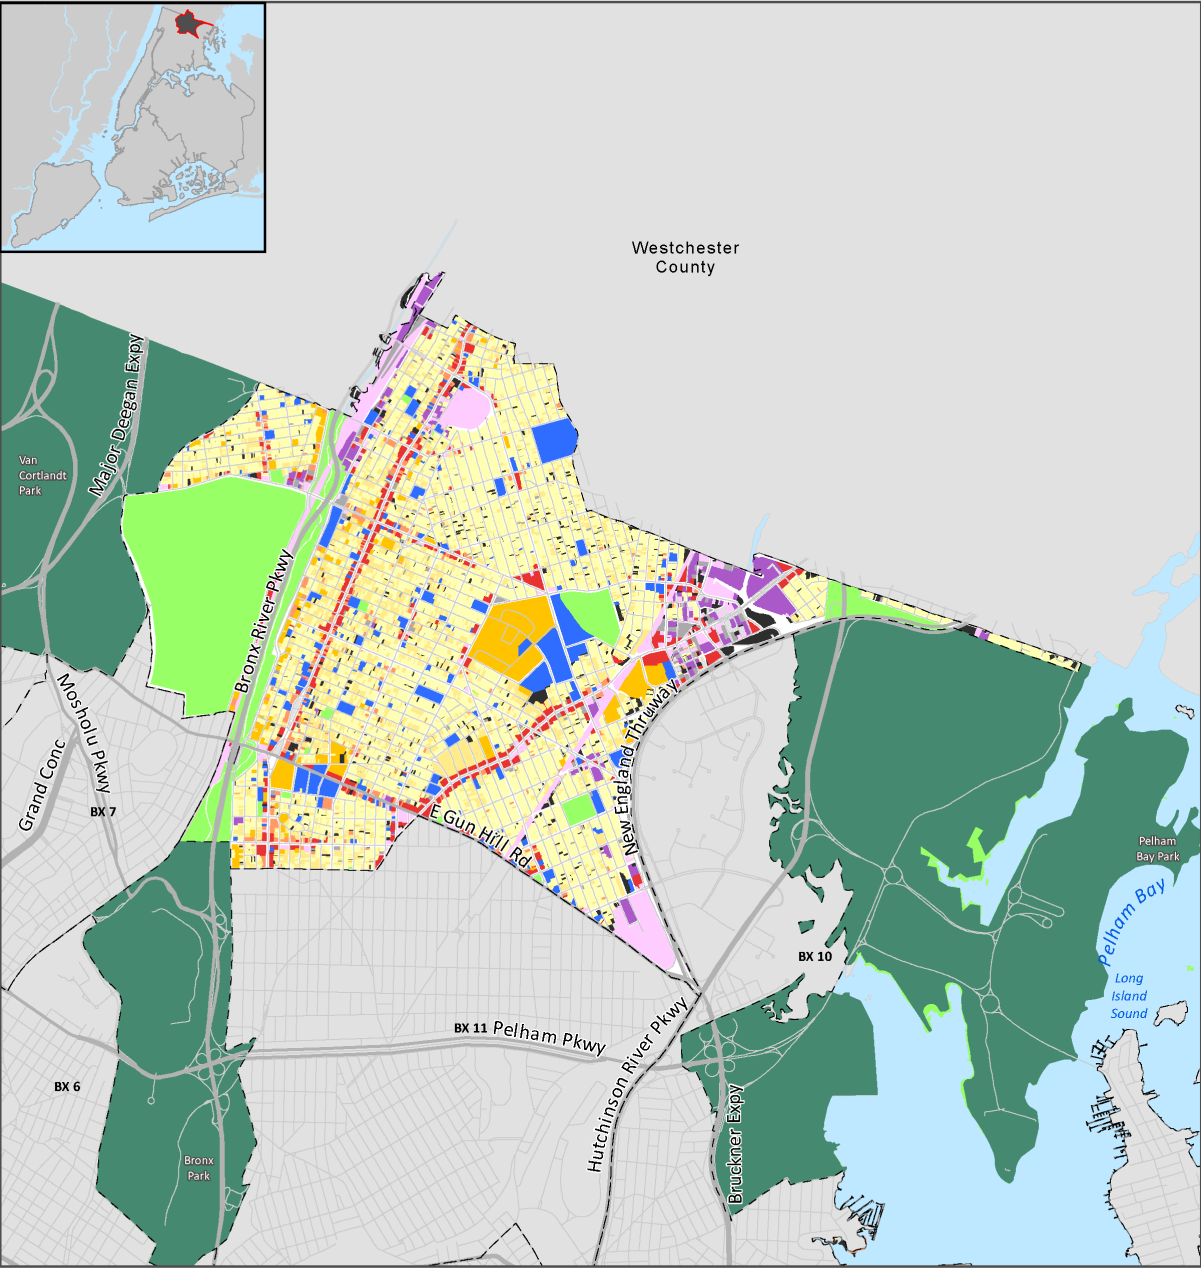 Westchester
County
Major Deegan Expy
Van
Cortlandt
Park
Bronx River Pkwy
Mosholu Pkwy
Grand Conc
BX 7
New England Thruway
E Gun Hill Rd
Pelham
Bay Park
Pelham Bay
BX 10
Long
Island
Sound
BX 11
Pelham Pkwy
Hutchinson River Pkwy
BX 6
Bruckner Expy
Bronx
Park